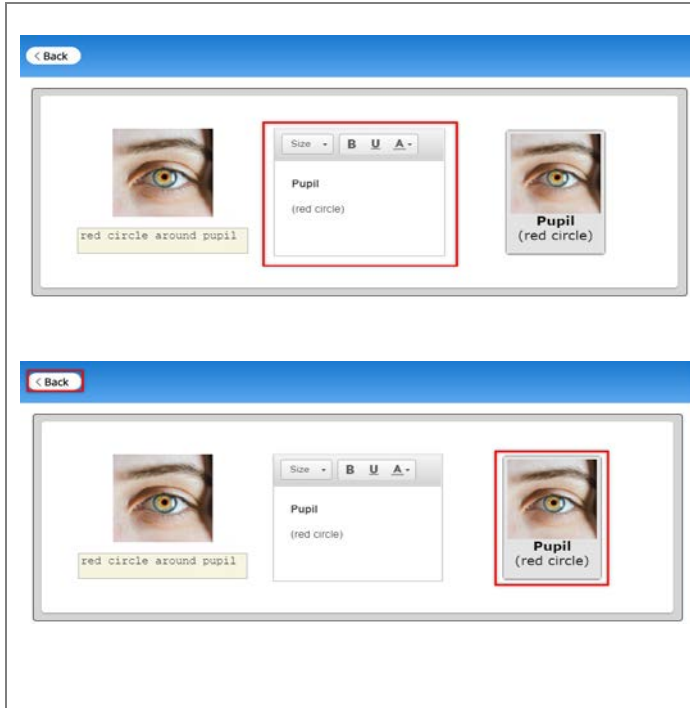 < Back
Size B U A
Pupil
(red circle)
red circle around pupil
Pupil
(red circle)
< Back
Size B U A
Pupil
(red circle)
red circle around pupil
Pupil
(red circle)